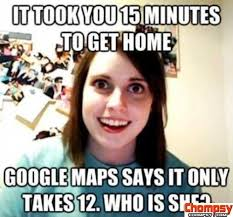 IT TOOK YOU 15 MINUTES
TO GET HOME
GOOGLE MAPS SAYS IT ONLY
TAKES 12. WHO IS SHE?
Chompsy